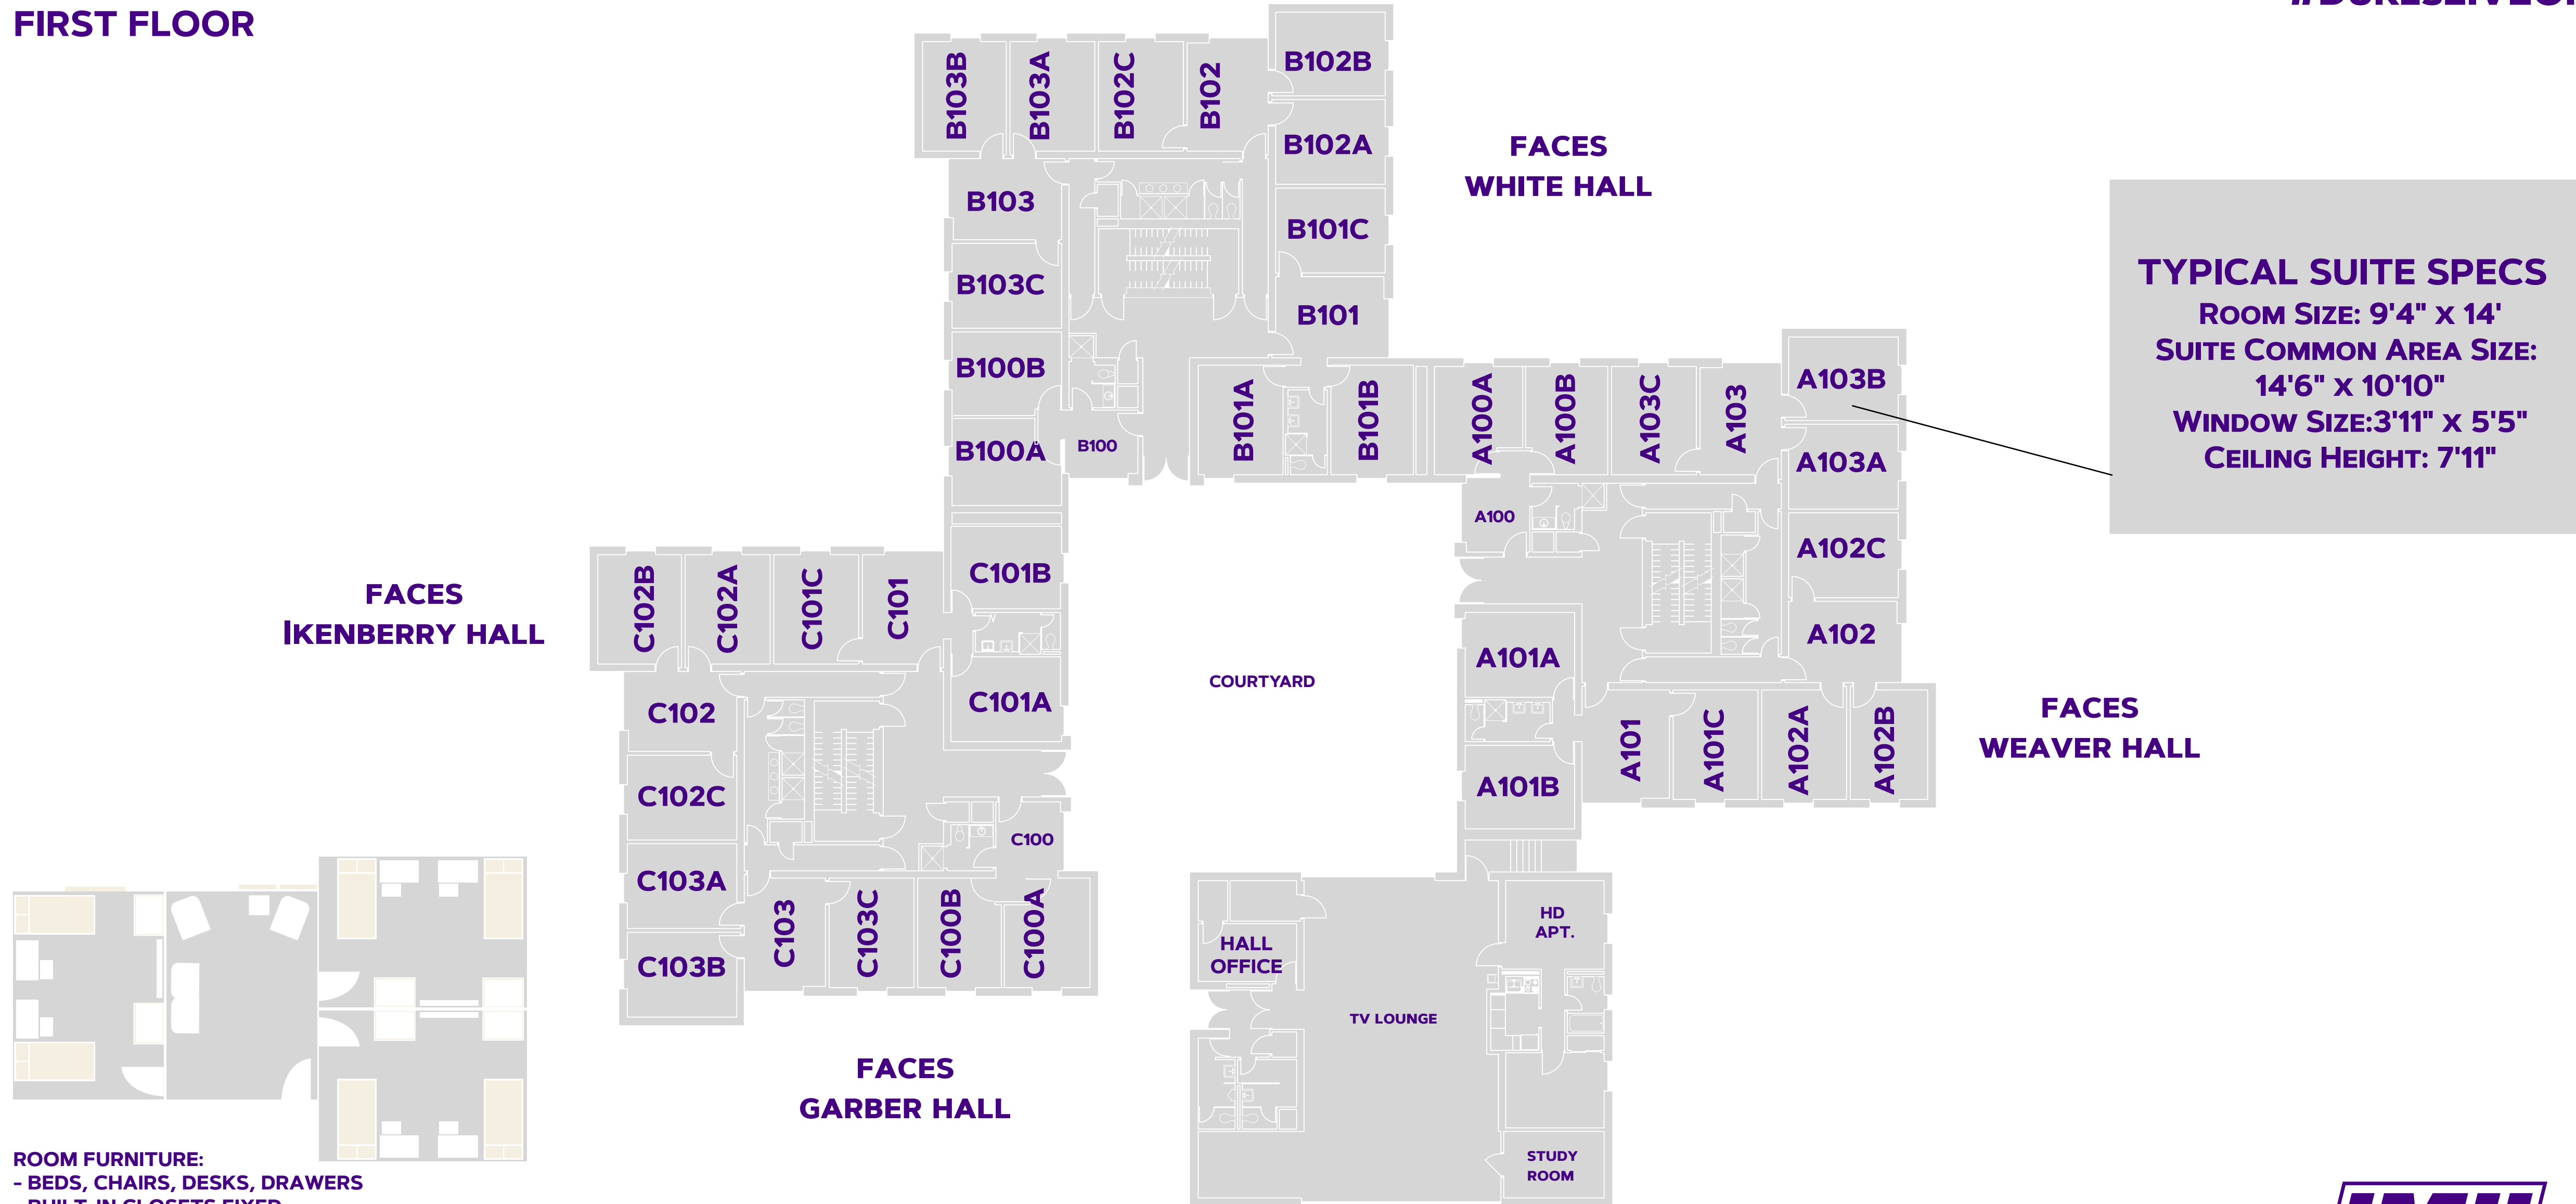 FIRST FLOOR
B103B
B103A
B102C
B102
B102B
B102A
B101C
B101
B103
B103C
B100B
B100A
B100
B101A
B101B
FACES
WHITE HALL
A100A
A100B
A103C
A103
A103B
A103A
A102C
A102
A100
A101A
A101B
A101
A101C
A102A
A102B
TYPICAL SUITE SPECS
ROOM SIZE: 9'4" X 14'
SUITE COMMON AREA SIZE:
14'6" X 10'10"
WINDOW SIZE:3'11" X 5'5"
CEILING HEIGHT: 7'11"
FACES
IKENBERRY HALL
C102B
C102A
C101C
C101
C101B
C101A
C102
C102C
C103A
C103B
C103
C103C
C100B
C100A
C100
COURTYARD
FACES
WEAVER HALL
FACES
GARBER HALL
HALL
OFFICE
TV LOUNGE
HD
APT.
STUDY
ROOM
ROOM FURNITURE:
- BEDS, CHAIRS, DESKS, DRAWERS